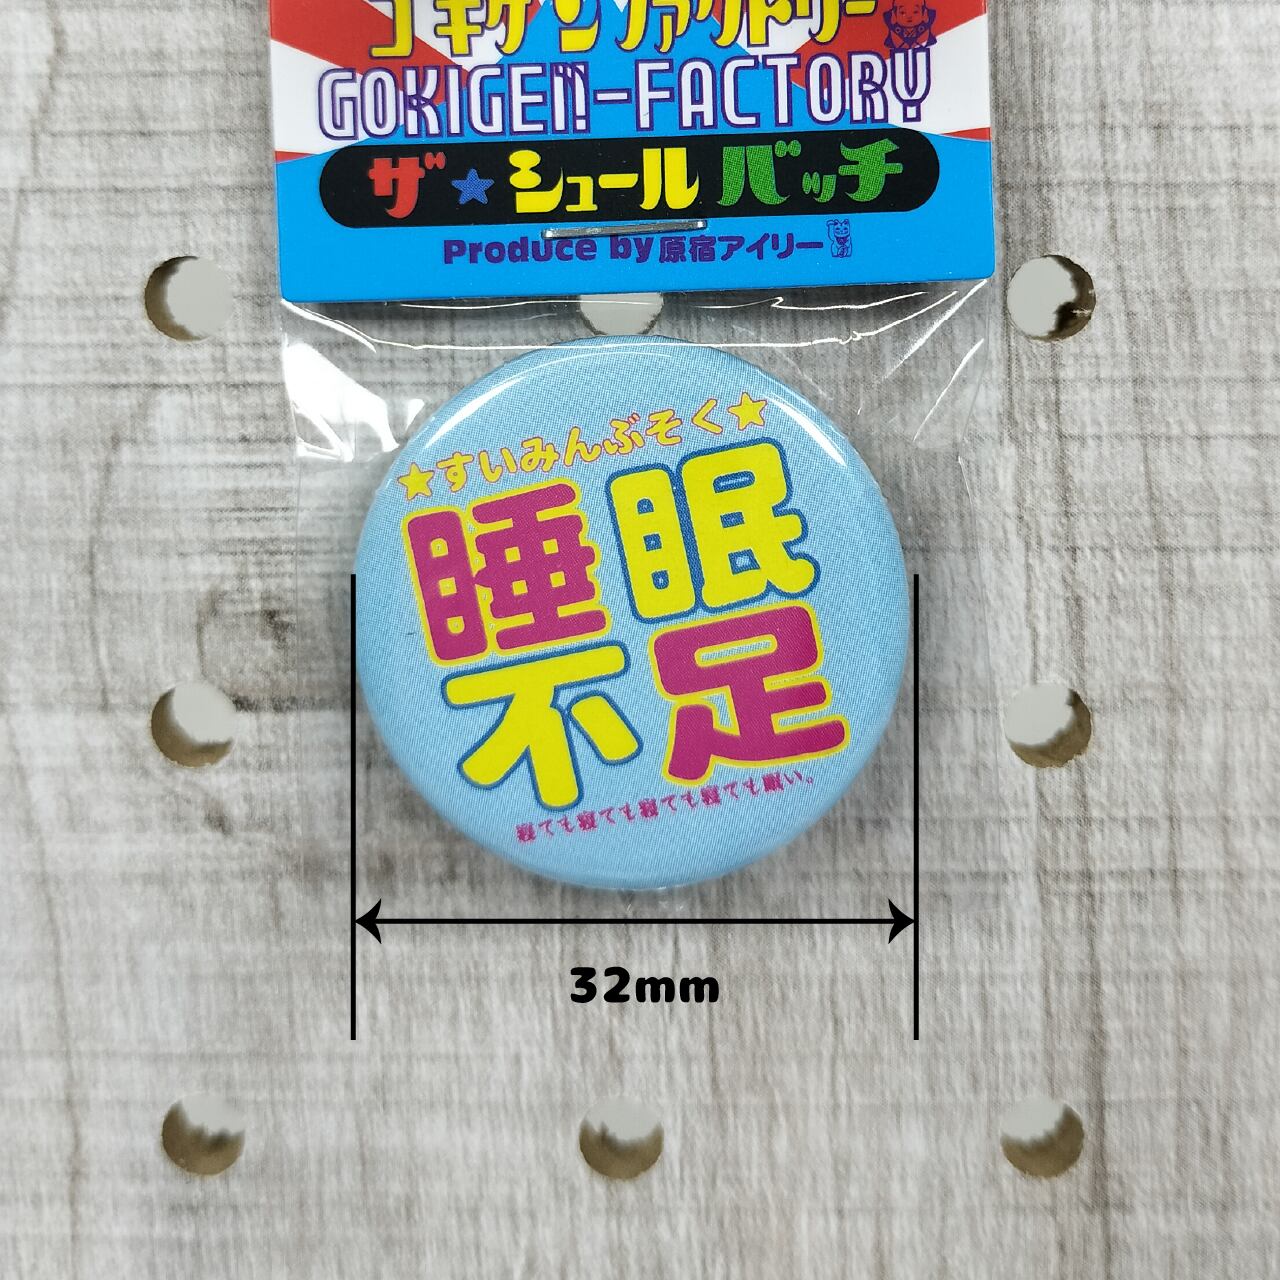 ゴキゲンファクトリー
GOKIGEN-FACTORY
ザ★シュールバッチ
Produce by 原宿アイリー
★すいみんぶそく★
睡眠
不足
寝ても寝ても寝ても寝ても眠い。
32mm